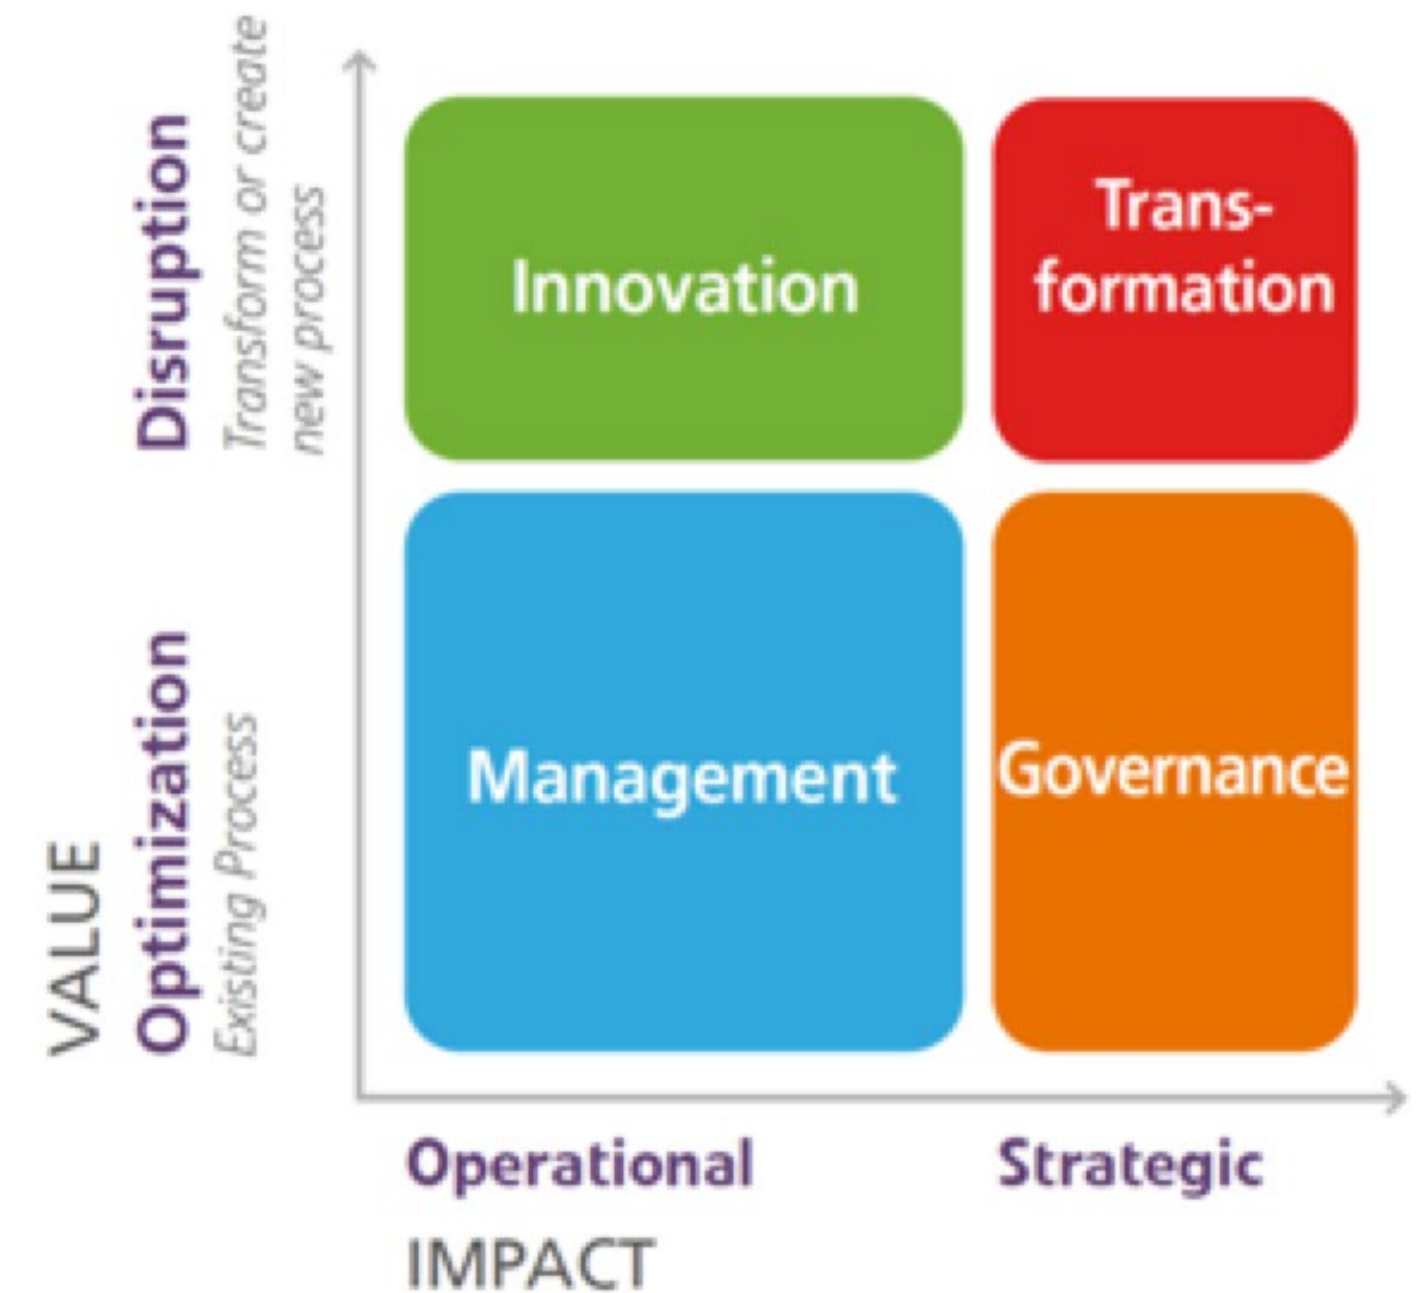 Disruption
Transform or create
new process
Innovation
Trans-
formation
VALUE
Optimization
Existing Process
Management
Governance
Operational
Strategic
IMPACT